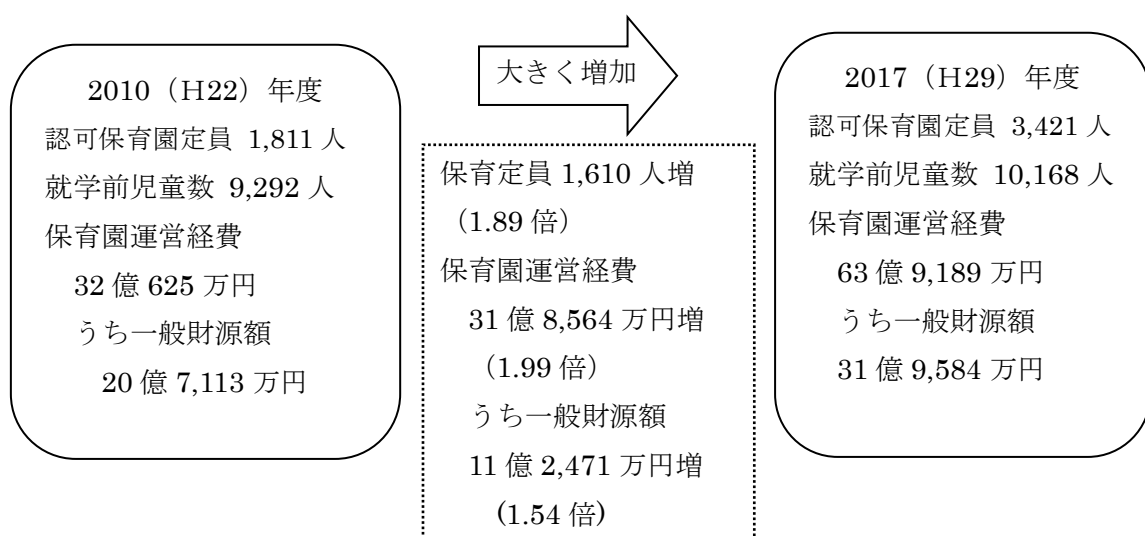 2010（H22）年度
認可保育園定員 1,811 人
就学前児童数 9,292 人
保育園運営経費
32 億 625 万円
うち一般財源額
20 億 7,113 万円
大きく増加
保育定員 1,610 人増
（1.89 倍）
保育園運営経費
31 億 8,564 万円増
（1.99 倍）
うち一般財源額
11 億 2,471 万円増
(1.54 倍)
2017（H29）年度
認可保育園定員 3,421 人
就学前児童数 10,168 人
保育園運営経費
63 億 9,189 万円
うち一般財源額
31 億 9,584 万円